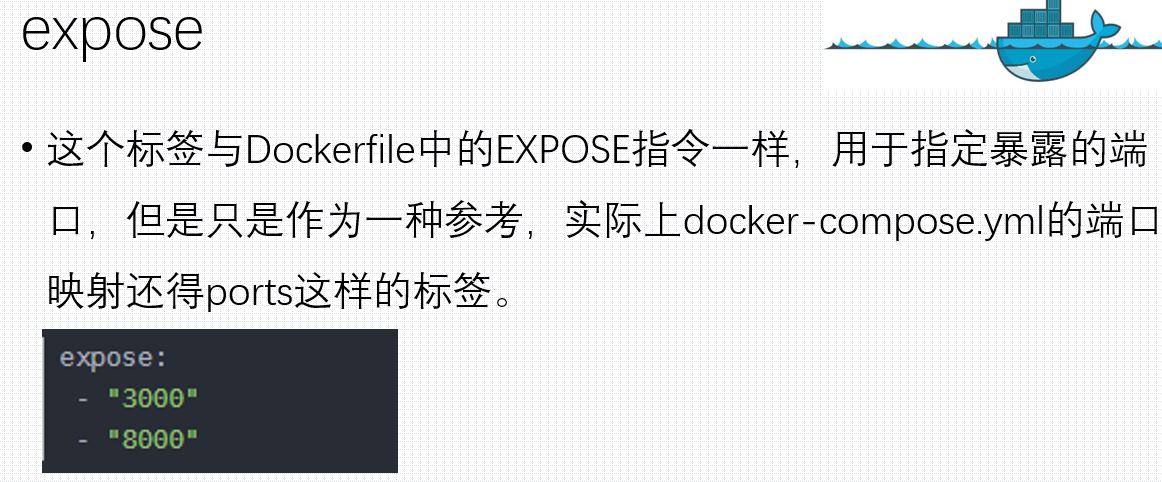 expose
• 这个标签与Dockerfile中的EXPOSE指令一样，用于指定暴露的端
口，但是只是作为一种参考，实际上docker-compose.yml的端口
映射还得ports这样的标签。
expose:
- "3000"
- "8000"